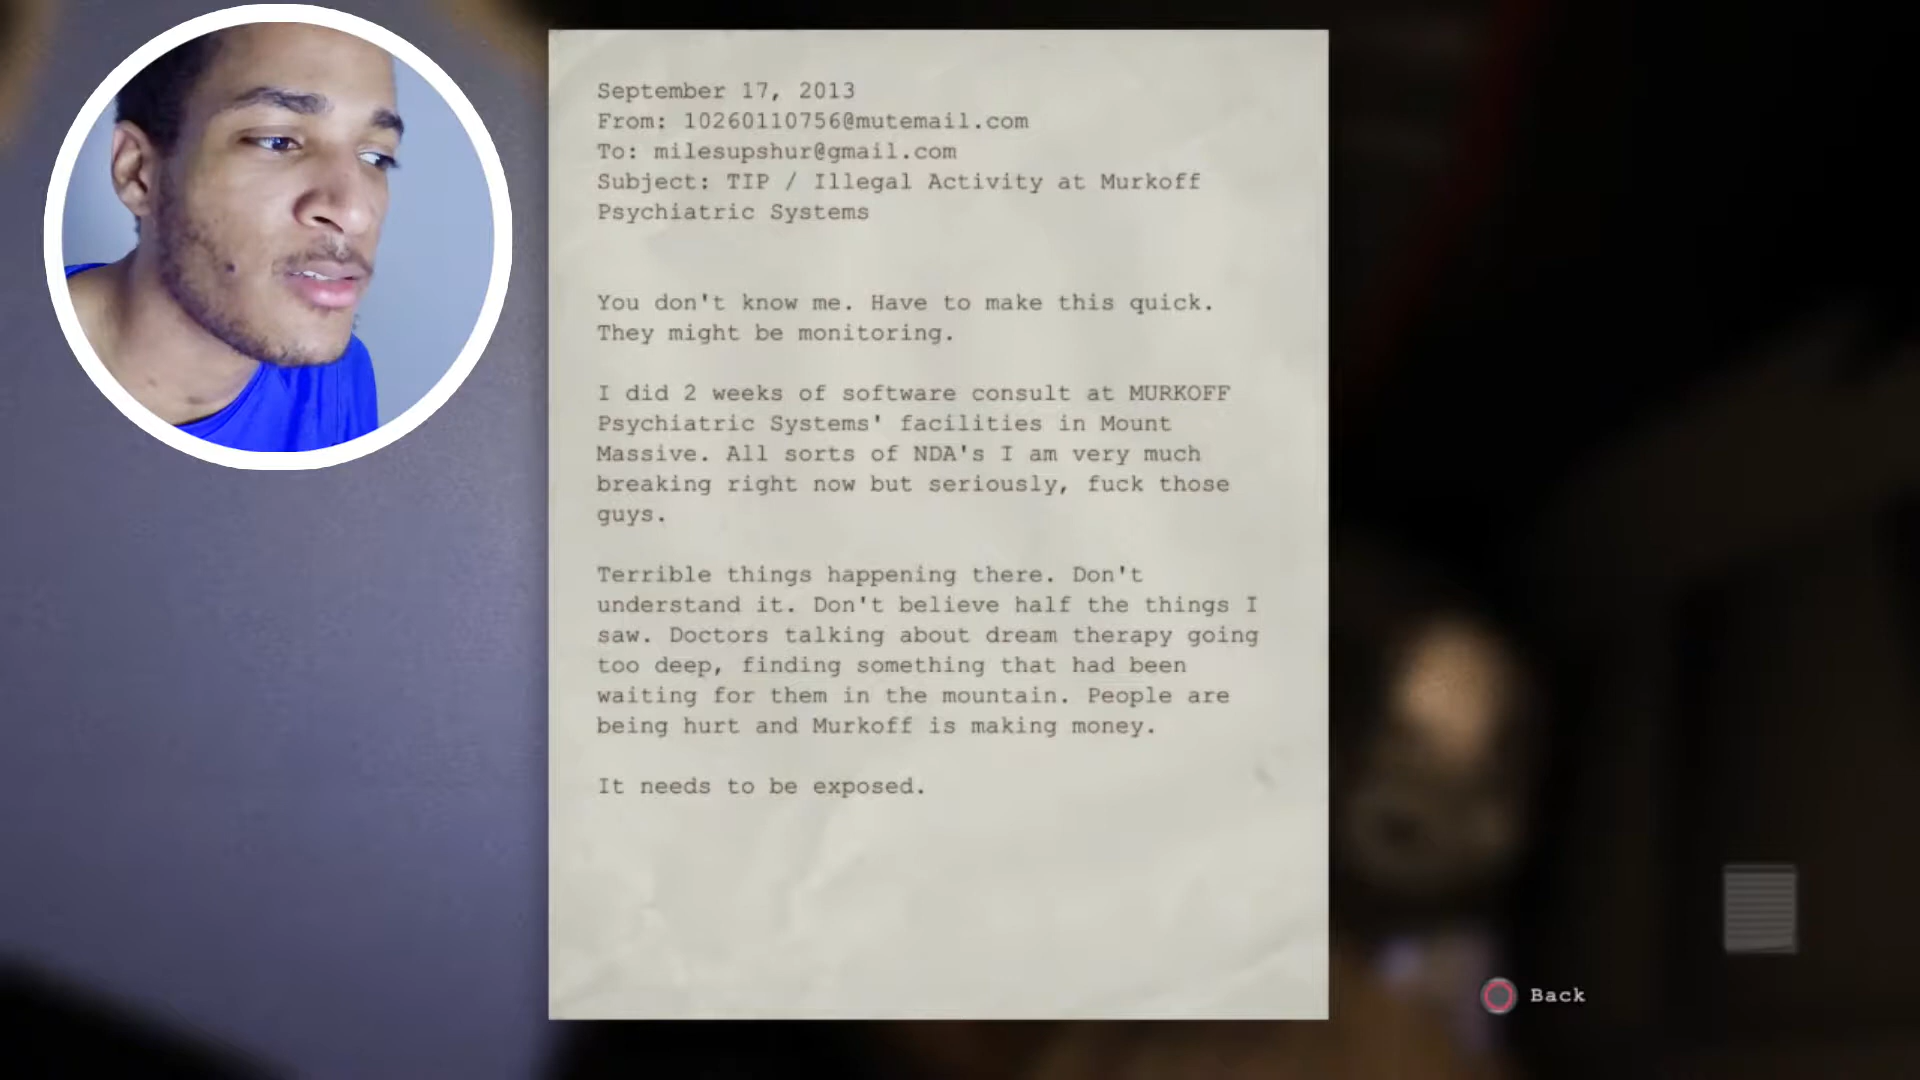 September 17, 2013
From: 10260110756@mutemail.com
To: milesupshur@gmail.com
Subject: TIP / Illegal Activity at Murkoff
Psychiatric Systems
You don't know me. Have to make this quick.
They might be monitoring.
I did 2 weeks of software consult at MURKOFF
Psychiatric Systems' facilities in Mount
Massive. All sorts of NDA's I am very much
breaking right now but seriously, fuck those
guys.
Terrible things happening there. Don't
understand it. Don't believe half the things I
saw. Doctors talking about dream therapy going
too deep, finding something that had been
waiting for them in the mountain. People are
being hurt and Murkoff is making money.
It needs to be exposed.
Back